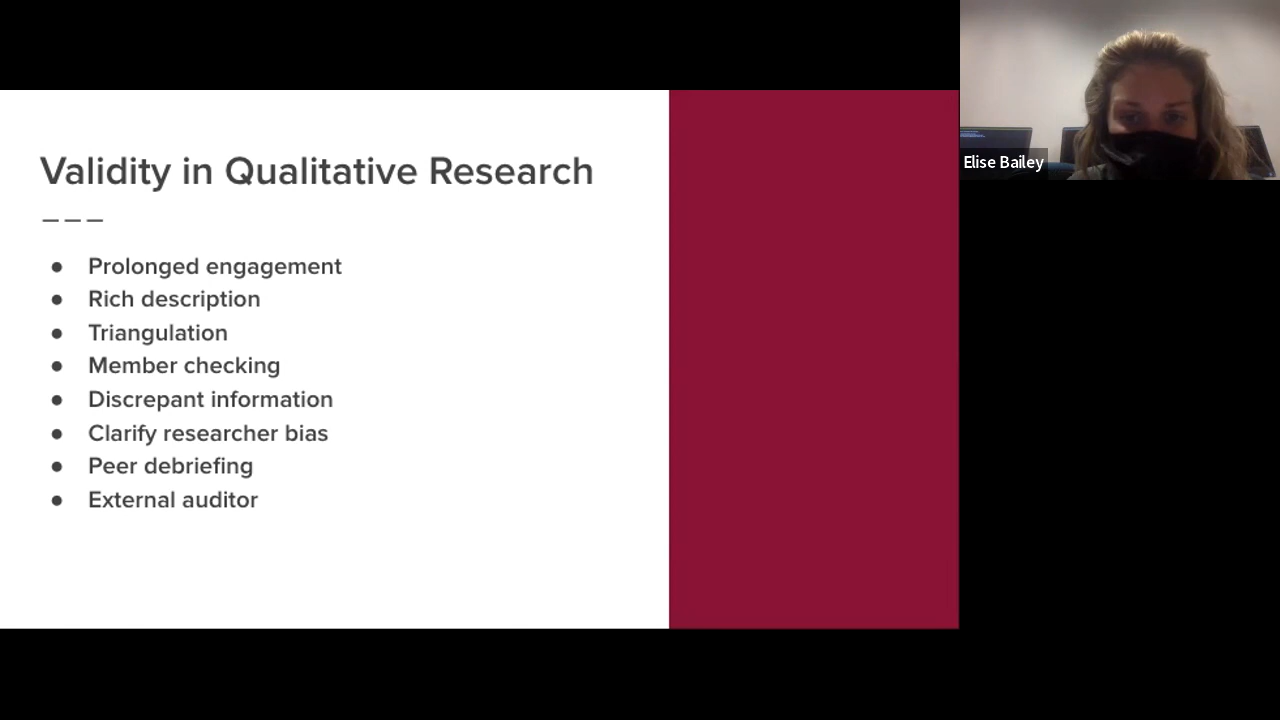 Validity in Qualitative Research
Prolonged engagement
Rich description
Triangulation
Member checking
Discrepant information
Clarify researcher bias
Peer debriefing
External auditor
Elise Bailey